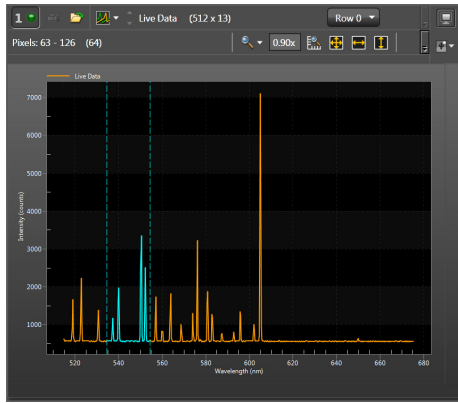 1 Live Data (512 x 13) Row 0
Pixels: 63 - 126 (64) 0.90x
Live Data
7000
6000
5000
4000
3000
2000
1000
Intensity (counts)
520 540 560 580 600 620 640 660 680
Wavelength (nm)